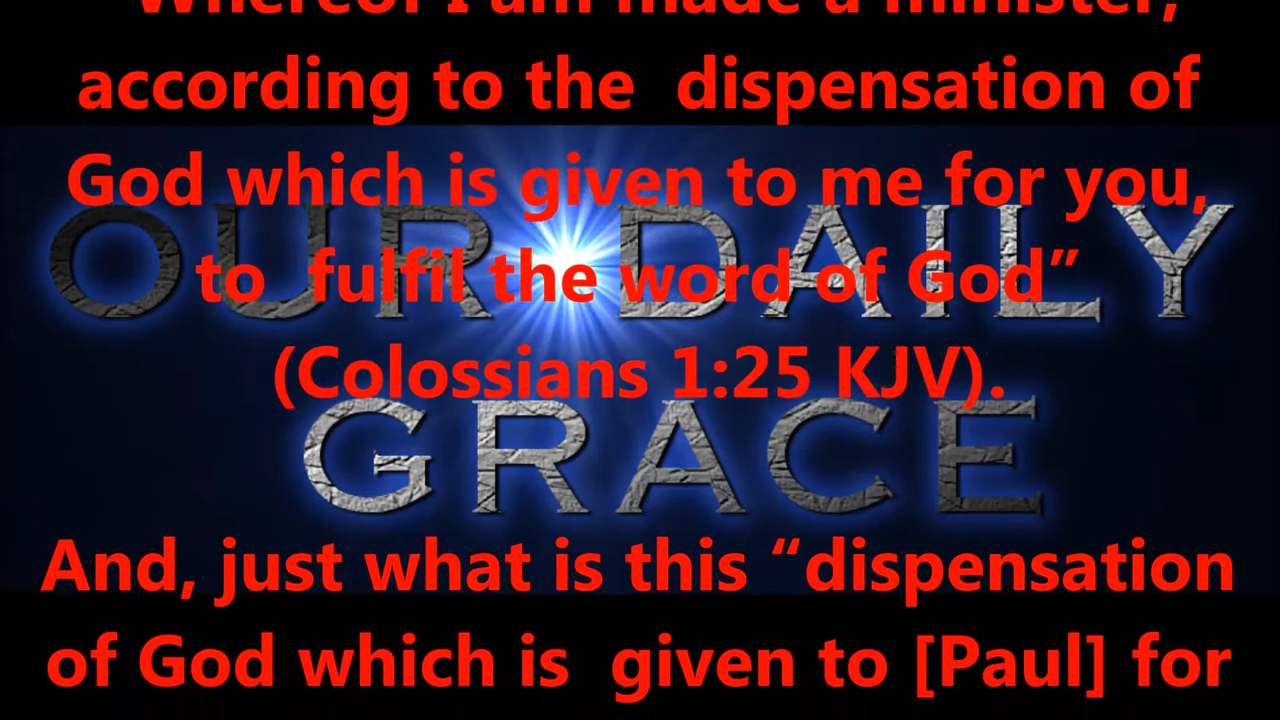 Whereof I am made a minister,
according to the dispensation of
God which is given to me for you,
to fulfil the word of God”
(Colossians 1:25 KJV).
And, just what is this “dispensation
of God which is given to [Paul] for
OUR DAILY
GRACE